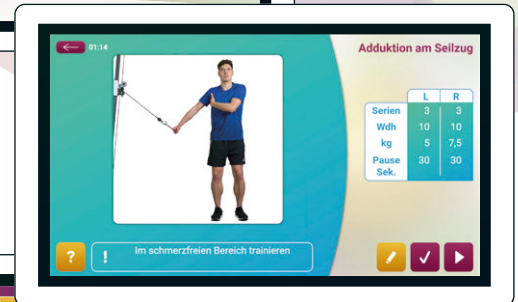 01:14
Adduktion am Seilzug
L R
Serien 3 3
Wdh 10 10
kg 5 7,5
Pause 30 30
Sek.
? ! Im schmerzfreien Bereich trainieren